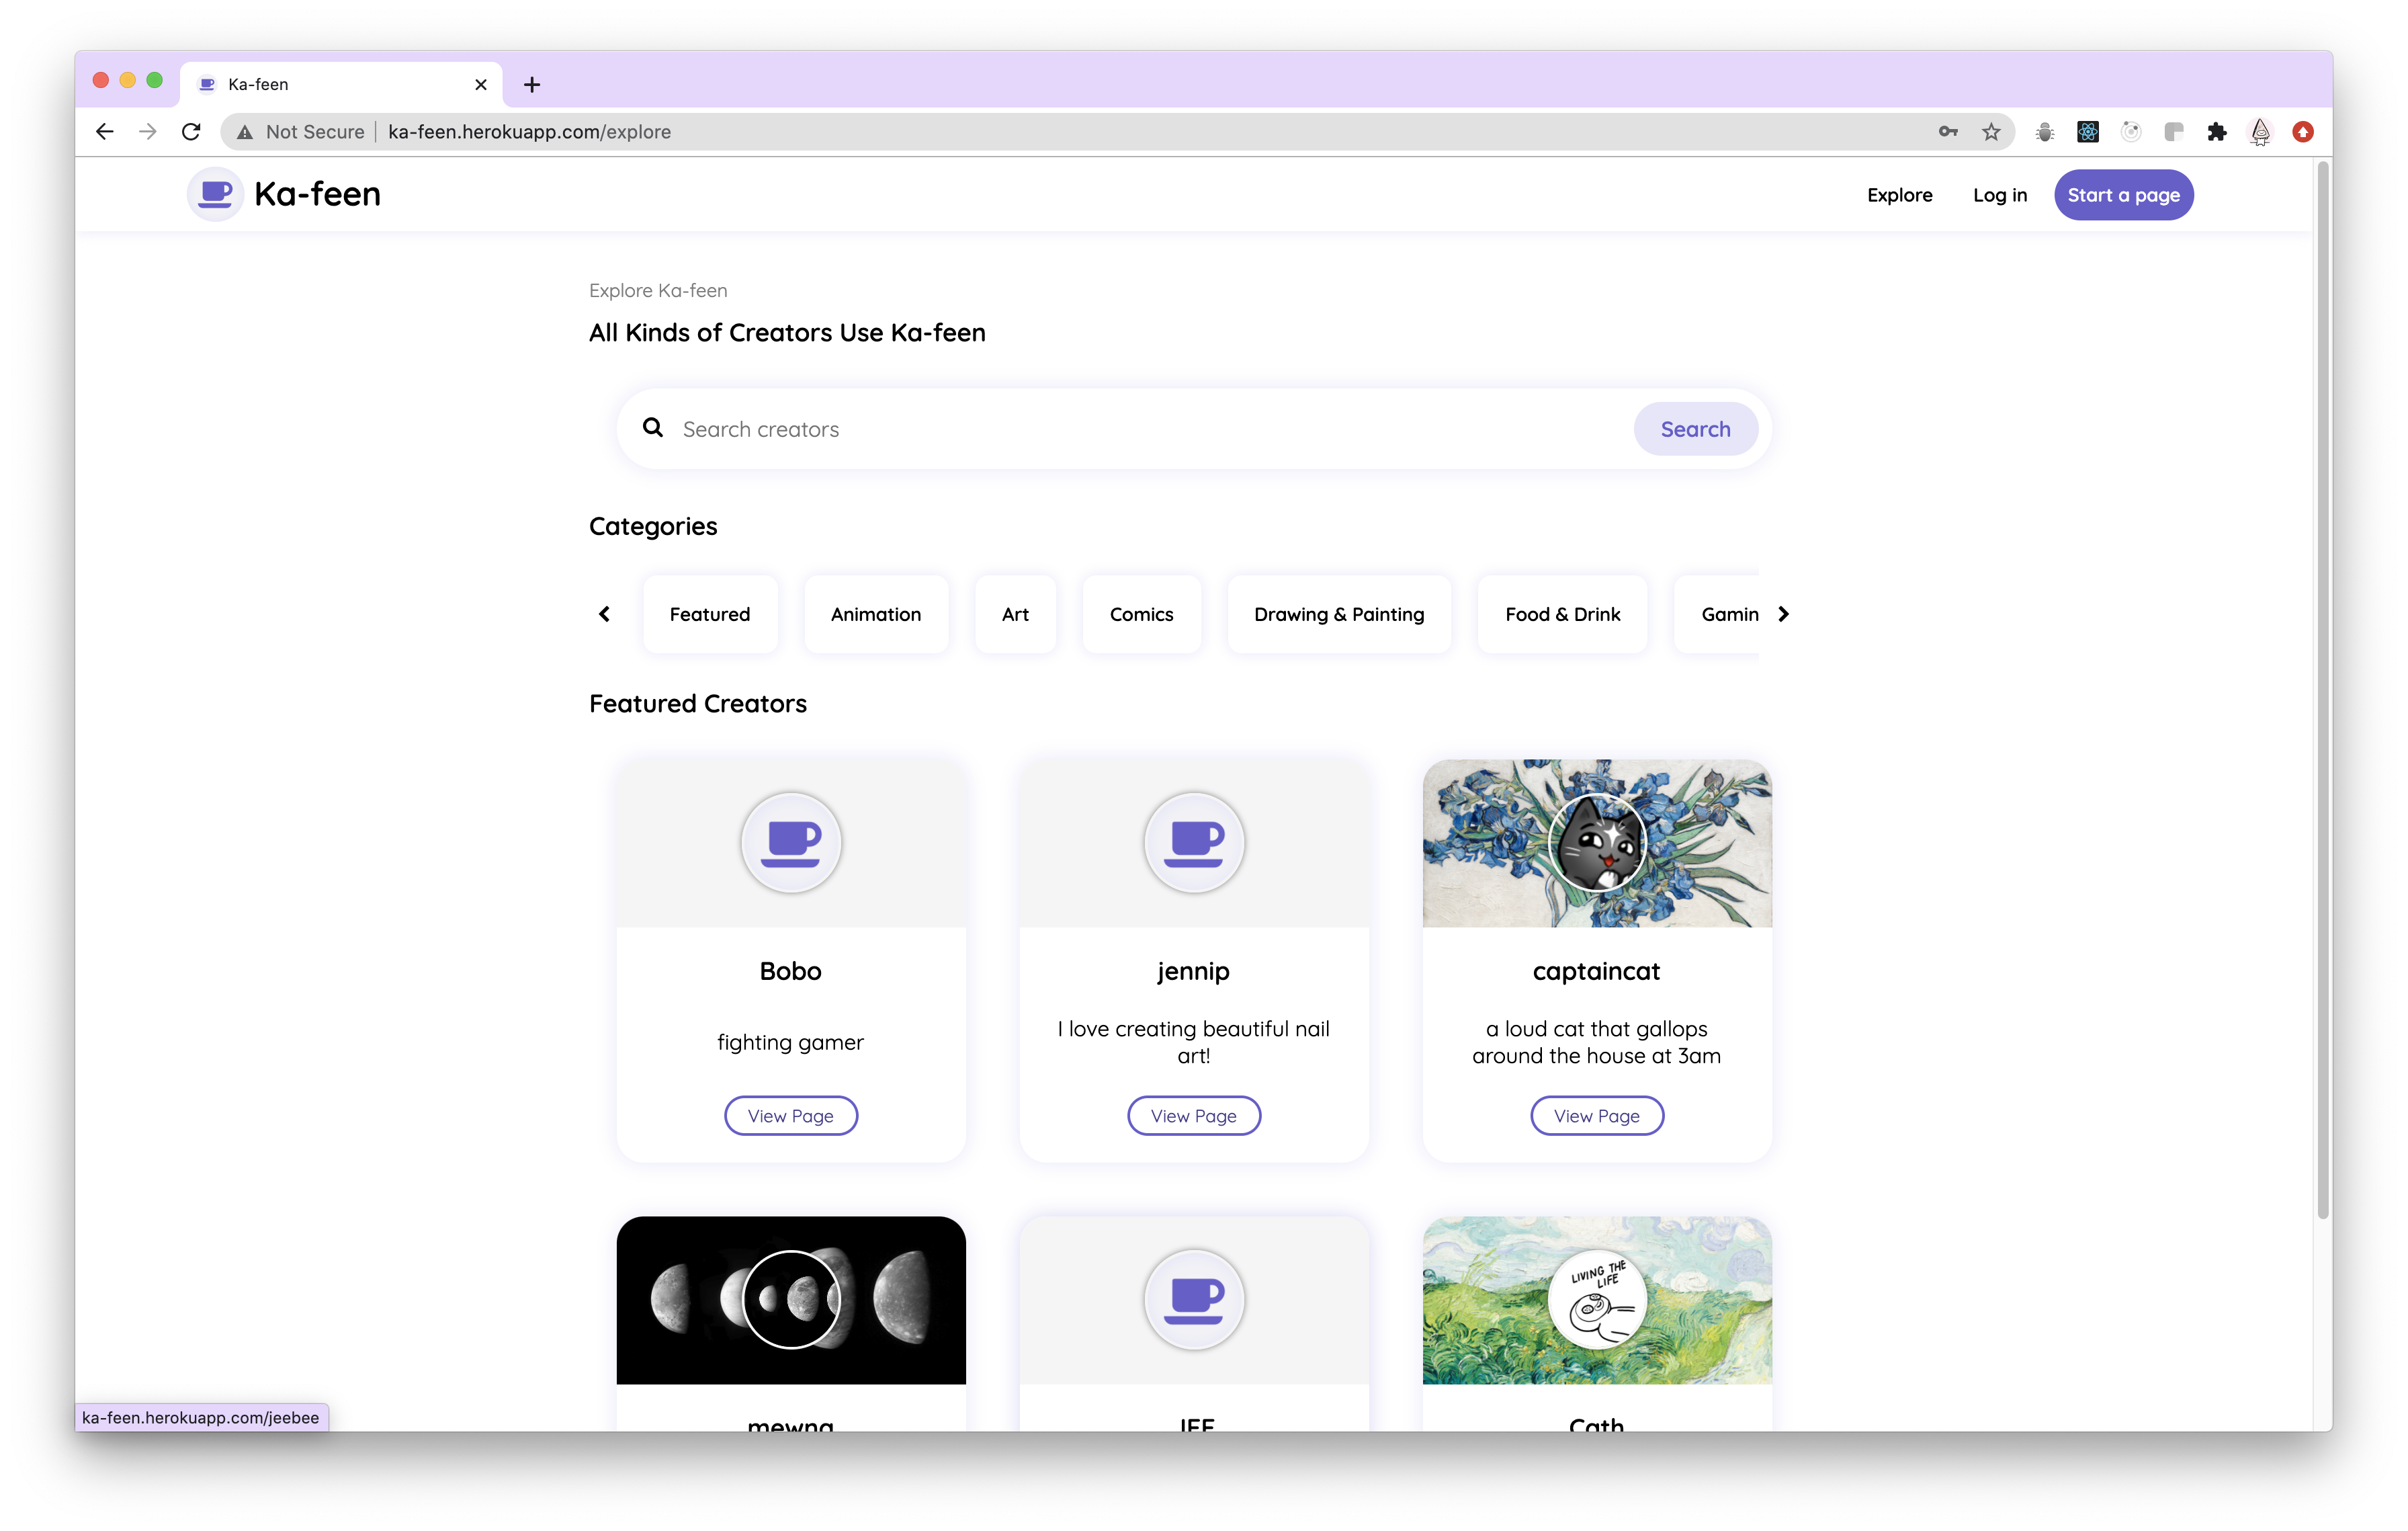 Ka-feen
Not Secure
ka-feen.herokuapp.com/explore
Ka-feen
Explore
Log in
Start a page
Explore Ka-feen
All Kinds of Creators Use Ka-feen
Search creators
Search
Categories
Featured
Animation
Art
Comics
Drawing & Painting
Food & Drink
Gamin
Featured Creators
Bobo
jennip
captaincat
fighting gamer
I love creating beautiful nail
art!
a loud cat that gallops
around the house at 3am
View Page
View Page
View Page
LIVING THE
LIFE
mewna
Cath
ka-feen.herokuapp.com/jeebee